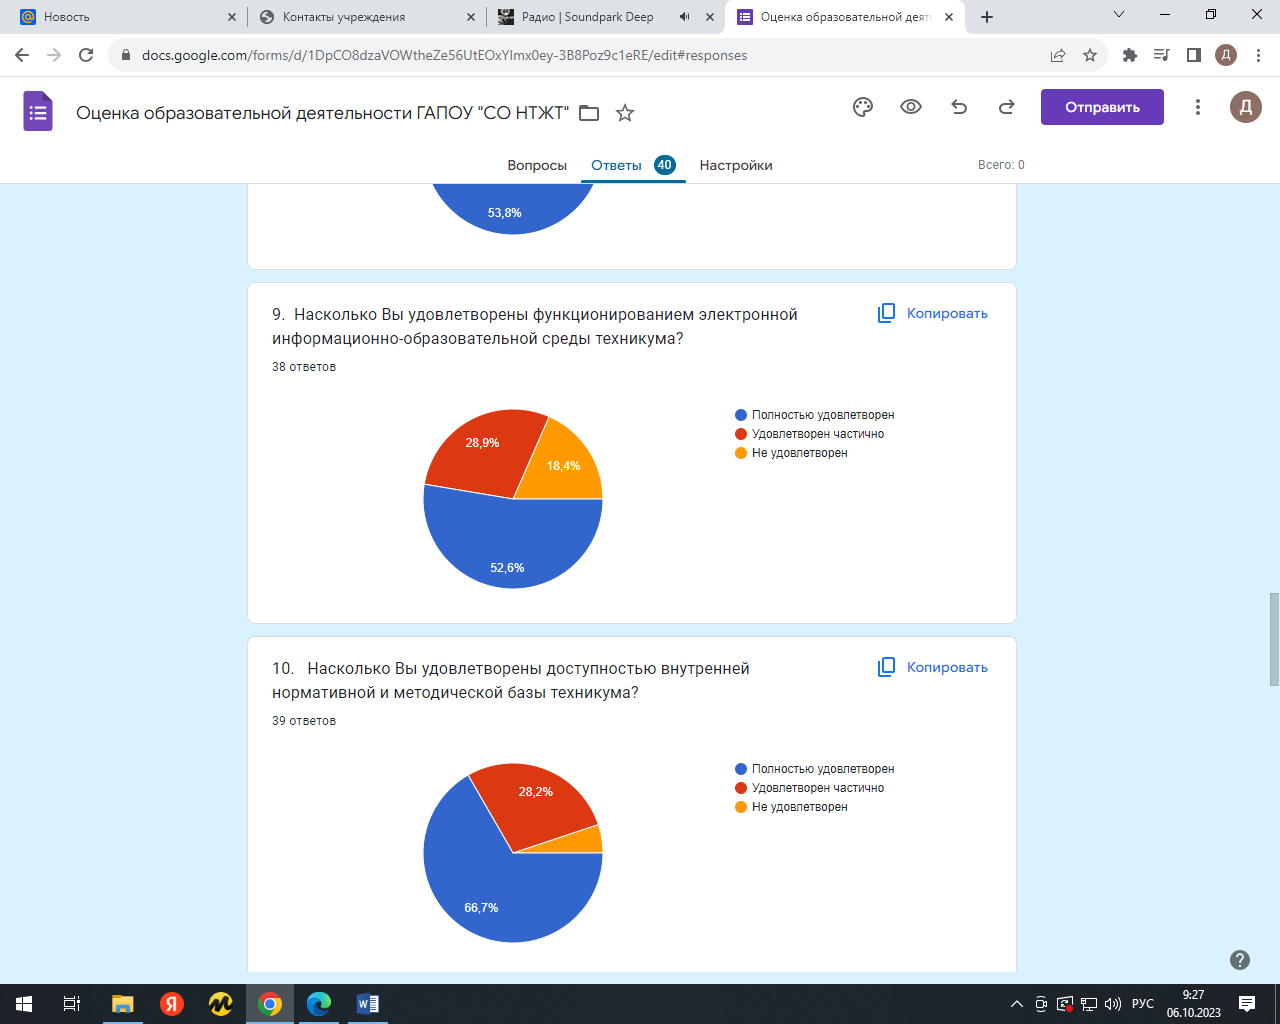 Новость
Контакты учреждения
Радио | Soundpark Deep
Оценка образовательной деяте
docs.google.com/forms/d/1DpCO8dzaVOWtheZe56UtEOxYlmx0ey-3B8Poz9c1eRE/edit#responses
Д
Оценка образовательной деятельности ГАПОУ "СО НТЖТ"
Отправить
Д
Вопросы
Ответы 40
Настройки
Всего: 0
53,8%
9. Насколько Вы удовлетворены функционированием электронной
информационно-образовательной среды техникума?
Копировать
38 ответов
Полностью удовлетворен
Удовлетворен частично
Не удовлетворен
28,9%
18,4%
52,6%
10. Насколько Вы удовлетворены доступностью внутренней
нормативной и методической базы техникума?
Копировать
39 ответов
Полностью удовлетворен
Удовлетворен частично
Не удовлетворен
28,2%
66,7%
РУС
9:27
06.10.2023